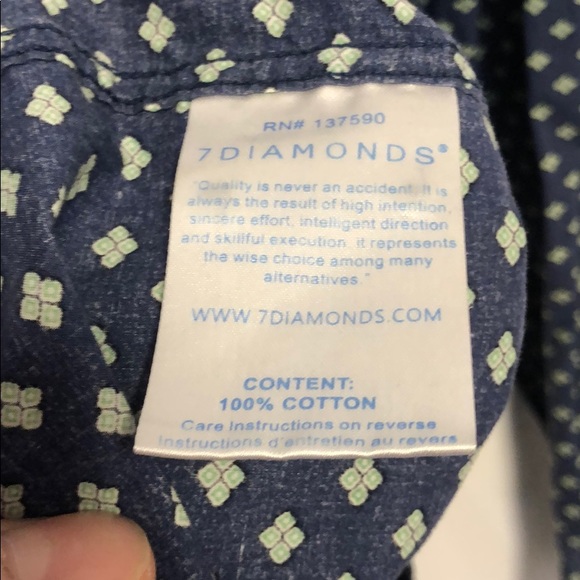 RN# 137590
7DIAMONDS®
"Quality is never an accident. It is
always the result of high intention,
sincere effort, intelligent direction
and skillful execution, it represents
the wise choice among many
alternatives."
WWW.7DIAMONDS.COM
CONTENT:
100% COTTON
Care Instructions on reverse
Instructions d'entretien au revers